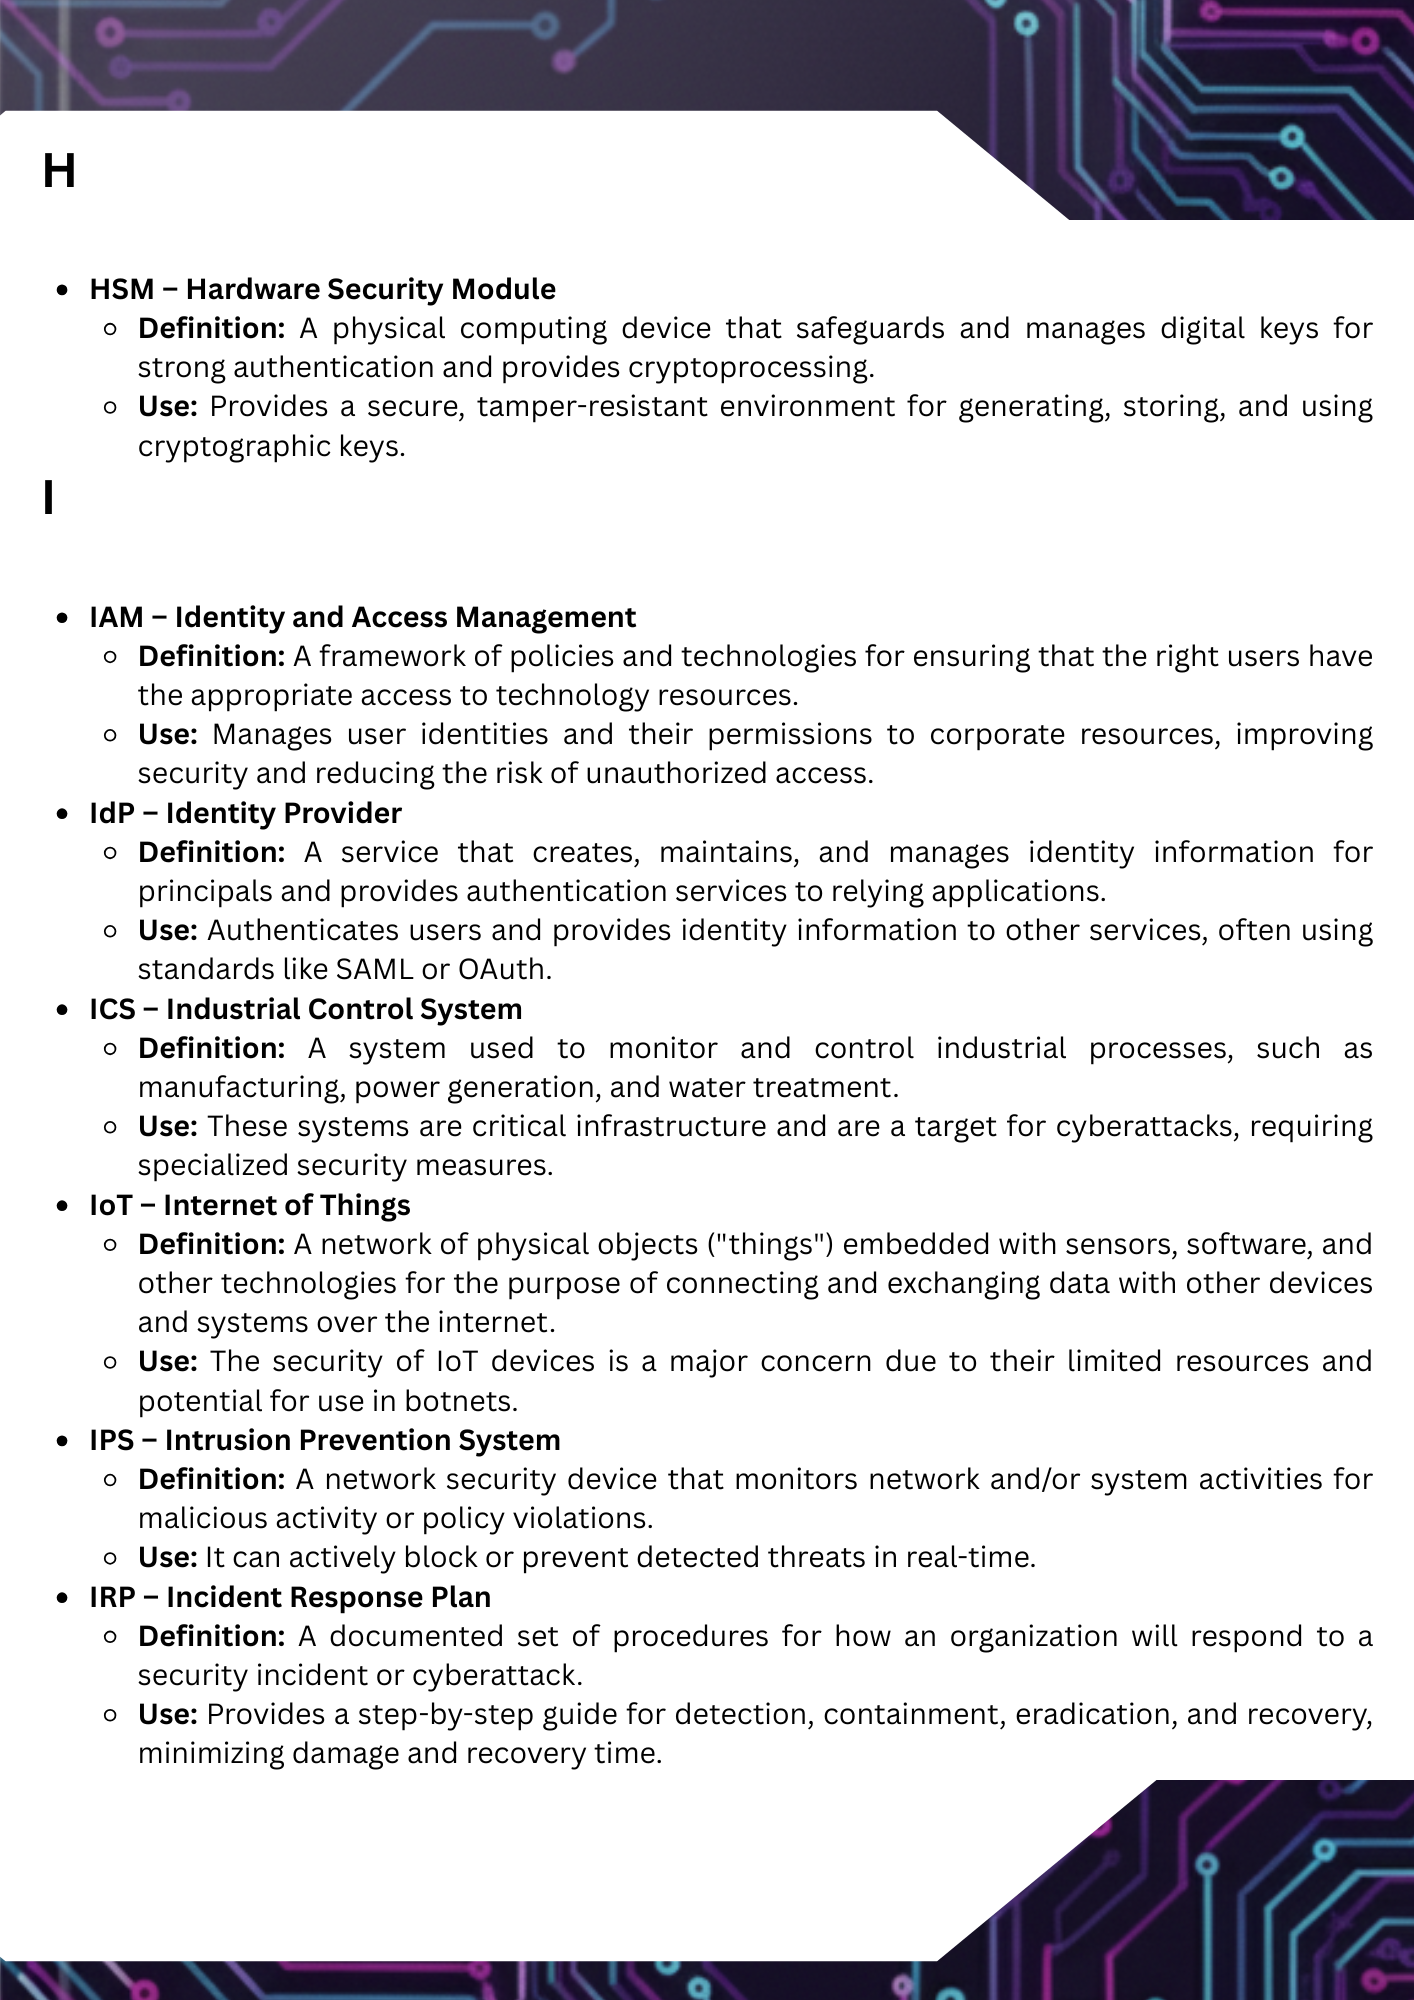 H
• HSM – Hardware Security Module
◦ Definition: A physical computing device that safeguards and manages digital keys for
strong authentication and provides cryptoprocessing.
◦ Use: Provides a secure, tamper-resistant environment for generating, storing, and using
cryptographic keys.
I
• IAM – Identity and Access Management
◦ Definition: A framework of policies and technologies for ensuring that the right users have
the appropriate access to technology resources.
◦ Use: Manages user identities and their permissions to corporate resources, improving
security and reducing the risk of unauthorized access.
• IdP – Identity Provider
◦ Definition: A service that creates, maintains, and manages identity information for
principals and provides authentication services to relying applications.
◦ Use: Authenticates users and provides identity information to other services, often using
standards like SAML or OAuth.
• ICS – Industrial Control System
◦ Definition: A system used to monitor and control industrial processes, such as
manufacturing, power generation, and water treatment.
◦ Use: These systems are critical infrastructure and are a target for cyberattacks, requiring
specialized security measures.
• IoT – Internet of Things
◦ Definition: A network of physical objects ("things") embedded with sensors, software, and
other technologies for the purpose of connecting and exchanging data with other devices
and systems over the internet.
◦ Use: The security of IoT devices is a major concern due to their limited resources and
potential for use in botnets.
• IPS – Intrusion Prevention System
◦ Definition: A network security device that monitors network and/or system activities for
malicious activity or policy violations.
◦ Use: It can actively block or prevent detected threats in real-time.
• IRP – Incident Response Plan
◦ Definition: A documented set of procedures for how an organization will respond to a
security incident or cyberattack.
◦ Use: Provides a step-by-step guide for detection, containment, eradication, and recovery,
minimizing damage and recovery time.